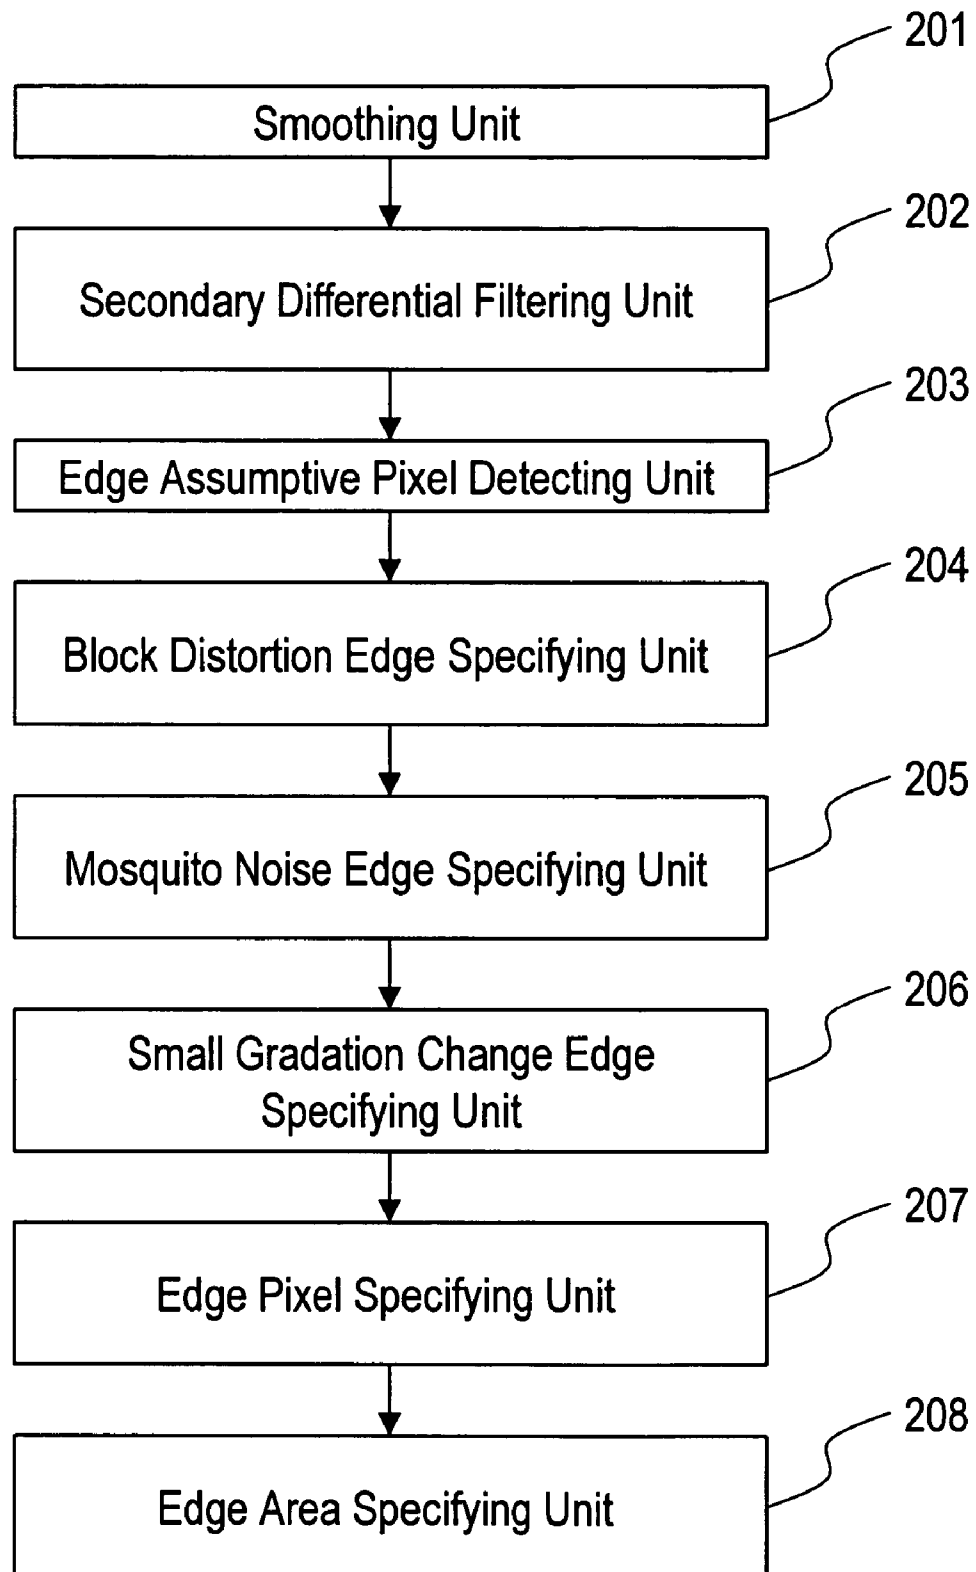 201
Smoothing Unit
202
Secondary Differential Filtering Unit
203
Edge Assumptive Pixel Detecting Unit
204
Block Distortion Edge Specifying Unit
205
Mosquito Noise Edge Specifying Unit
206
Small Gradation Change Edge
Specifying Unit
207
Edge Pixel Specifying Unit
208
Edge Area Specifying Unit